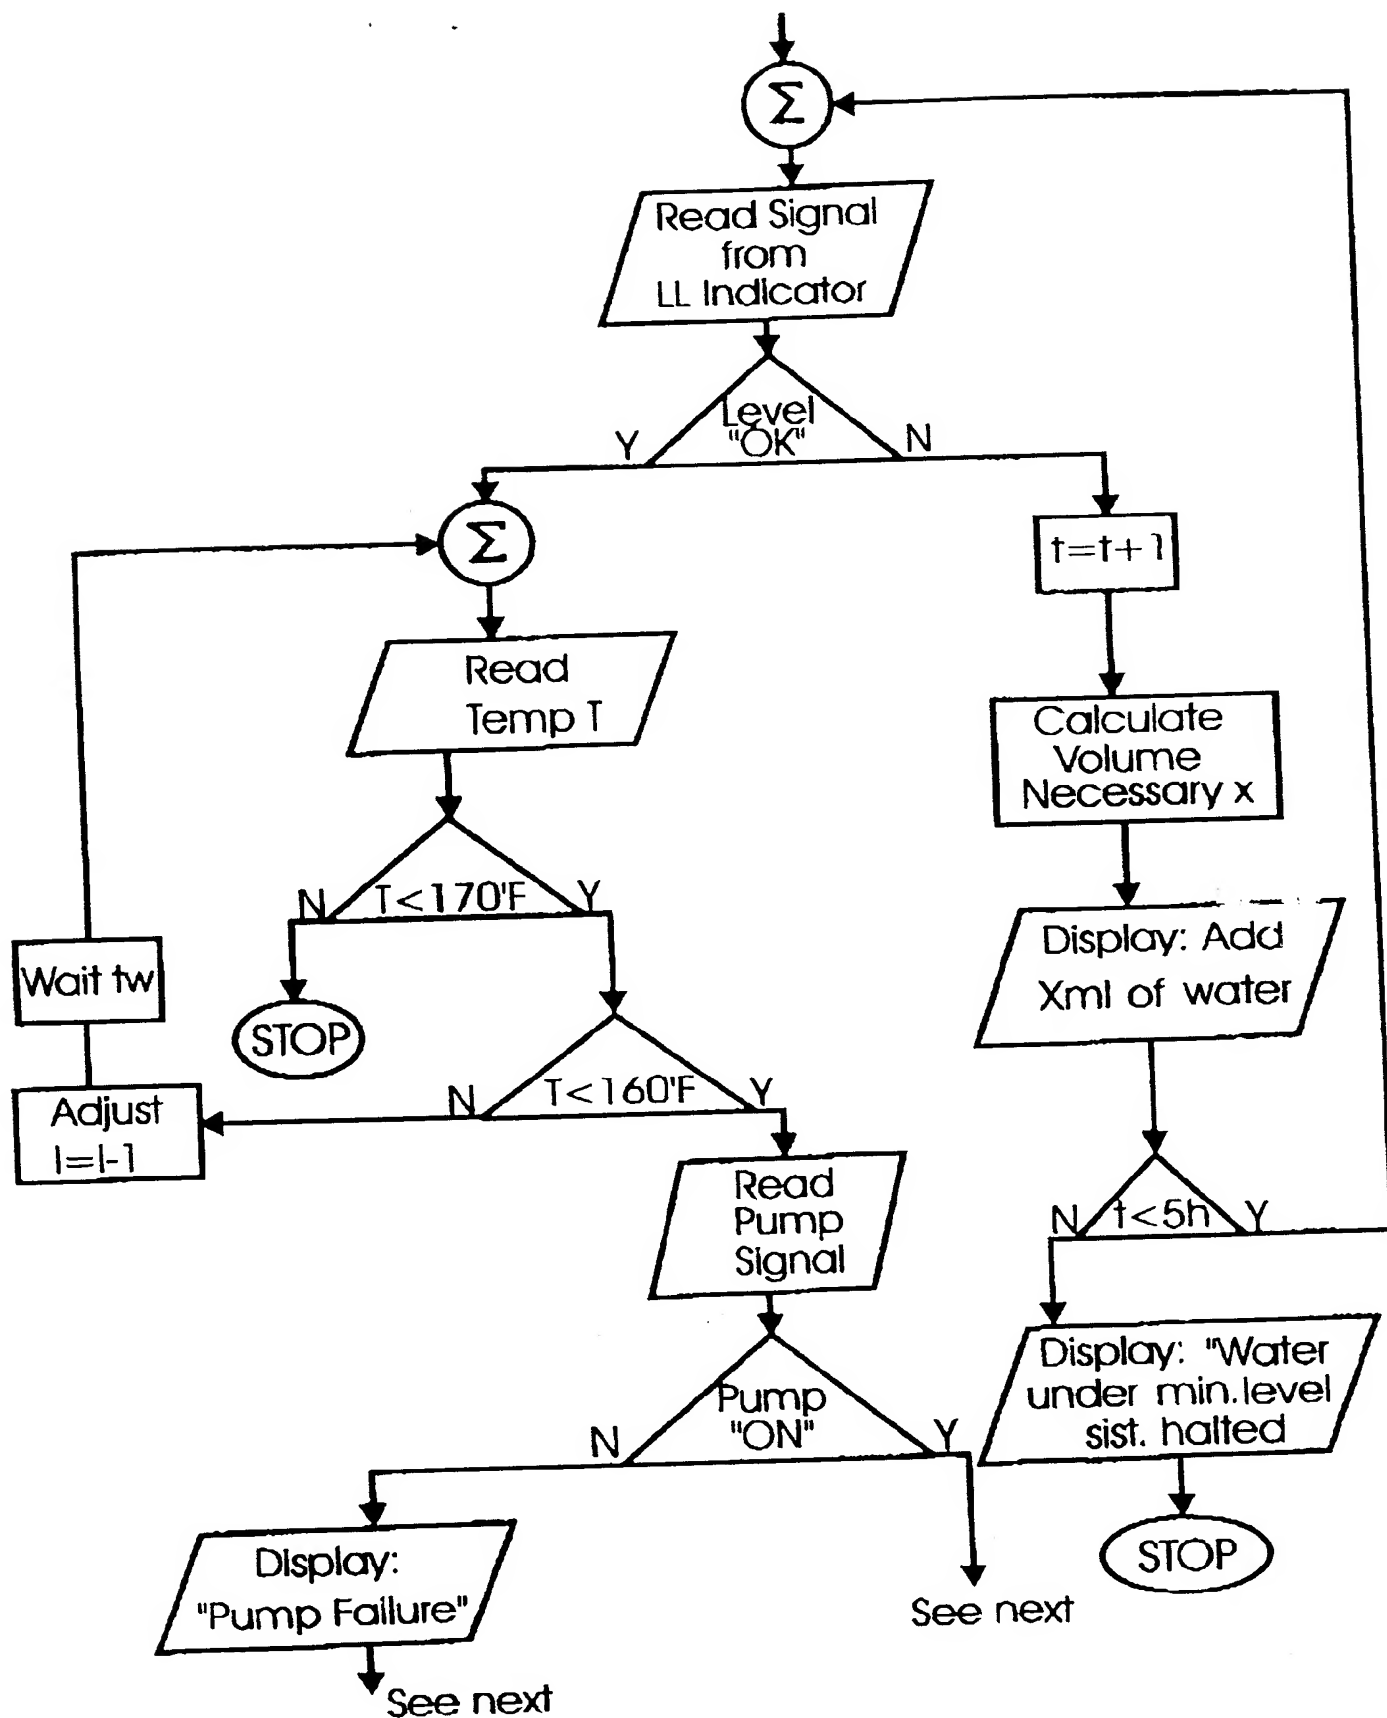 Σ
Read Signal
from
LL Indicator
Level
"OK"
Y
N
Σ
t=t+1
Read
Temp T
Calculate
Volume
Necessary x
T<170'F
N
Y
Display: Add
Xml of water
Wait tw
STOP
T<160'F
N
Y
Adjust
I=I-1
Read
Pump
Signal
t<5h
N
Y
Display: "Water
under min.level
sist. halted
Pump
"ON"
N
Y
STOP
Display:
"Pump Failure"
See next
See next